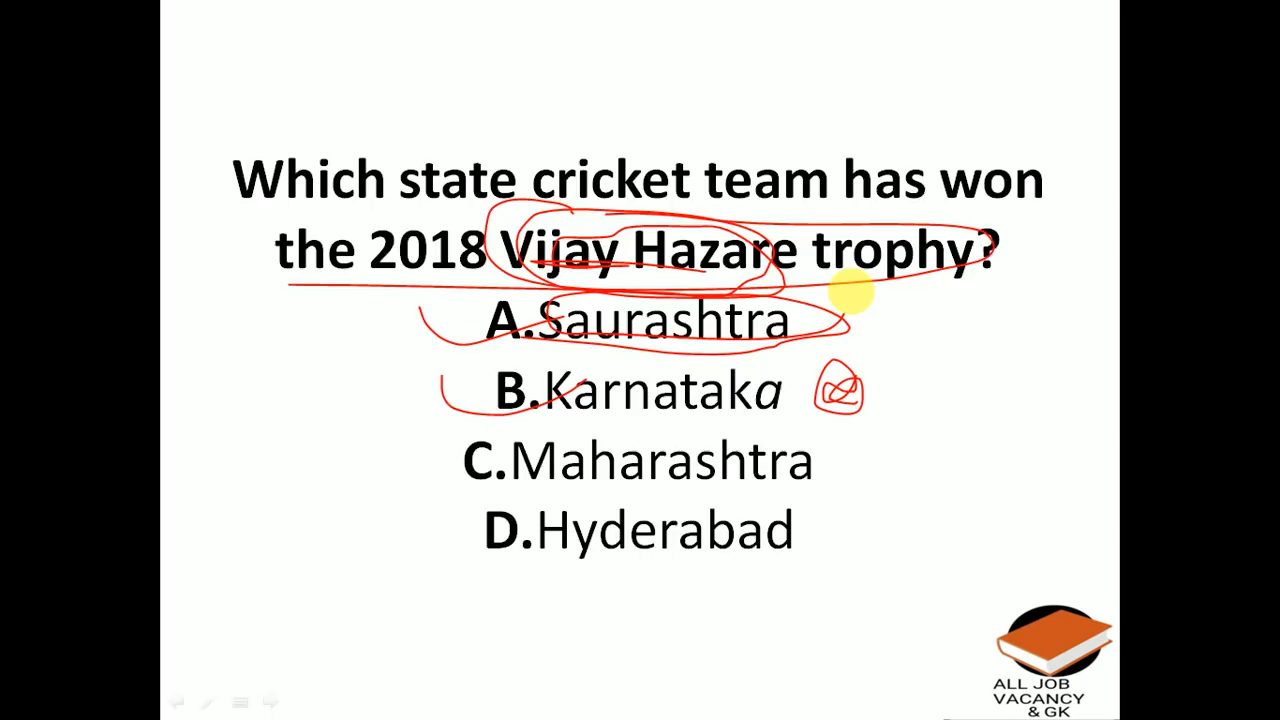 Which state cricket team has won
the 2018 Vijay Hazare trophy?
A.Saurashtra
B.Karnataka
C.Maharashtra
D.Hyderabad
ALL JOB
VACANCY
& GK